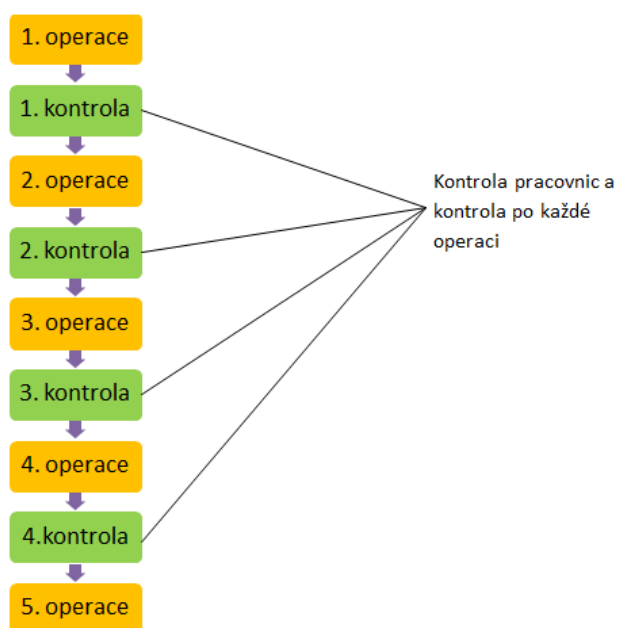 1. operace
1. kontrola
2. operace
2. kontrola
3. operace
3. kontrola
4. operace
4.kontrola
5. operace
Kontrola pracovnic a
kontrola po každé
operaci